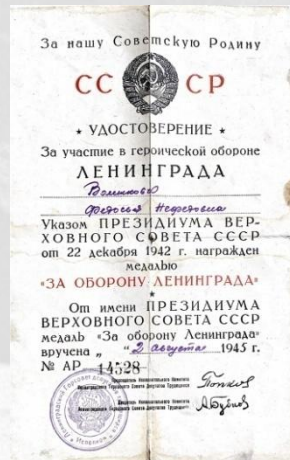 За нашу Советскую Родину
СС СР
★ УДОСТОВЕРЕНИЕ ★
За участие в героической обороне
ЛЕНИНГРАДА
Указом ПРЕЗИДИУМА ВЕР-
ХОВНОГО СОВЕТА СССР
от 22 декабря 1942 г. награжден
медалью
«ЗА ОБОРОНУ ЛЕНИНГРАДА»
★
От имени ПРЕЗИДИУМА
ВЕРХОВНОГО СОВЕТА СССР
медаль «За оборону Ленинграда»
вручена „ “2 августа 1945 г.
№ АР 14528
Попков